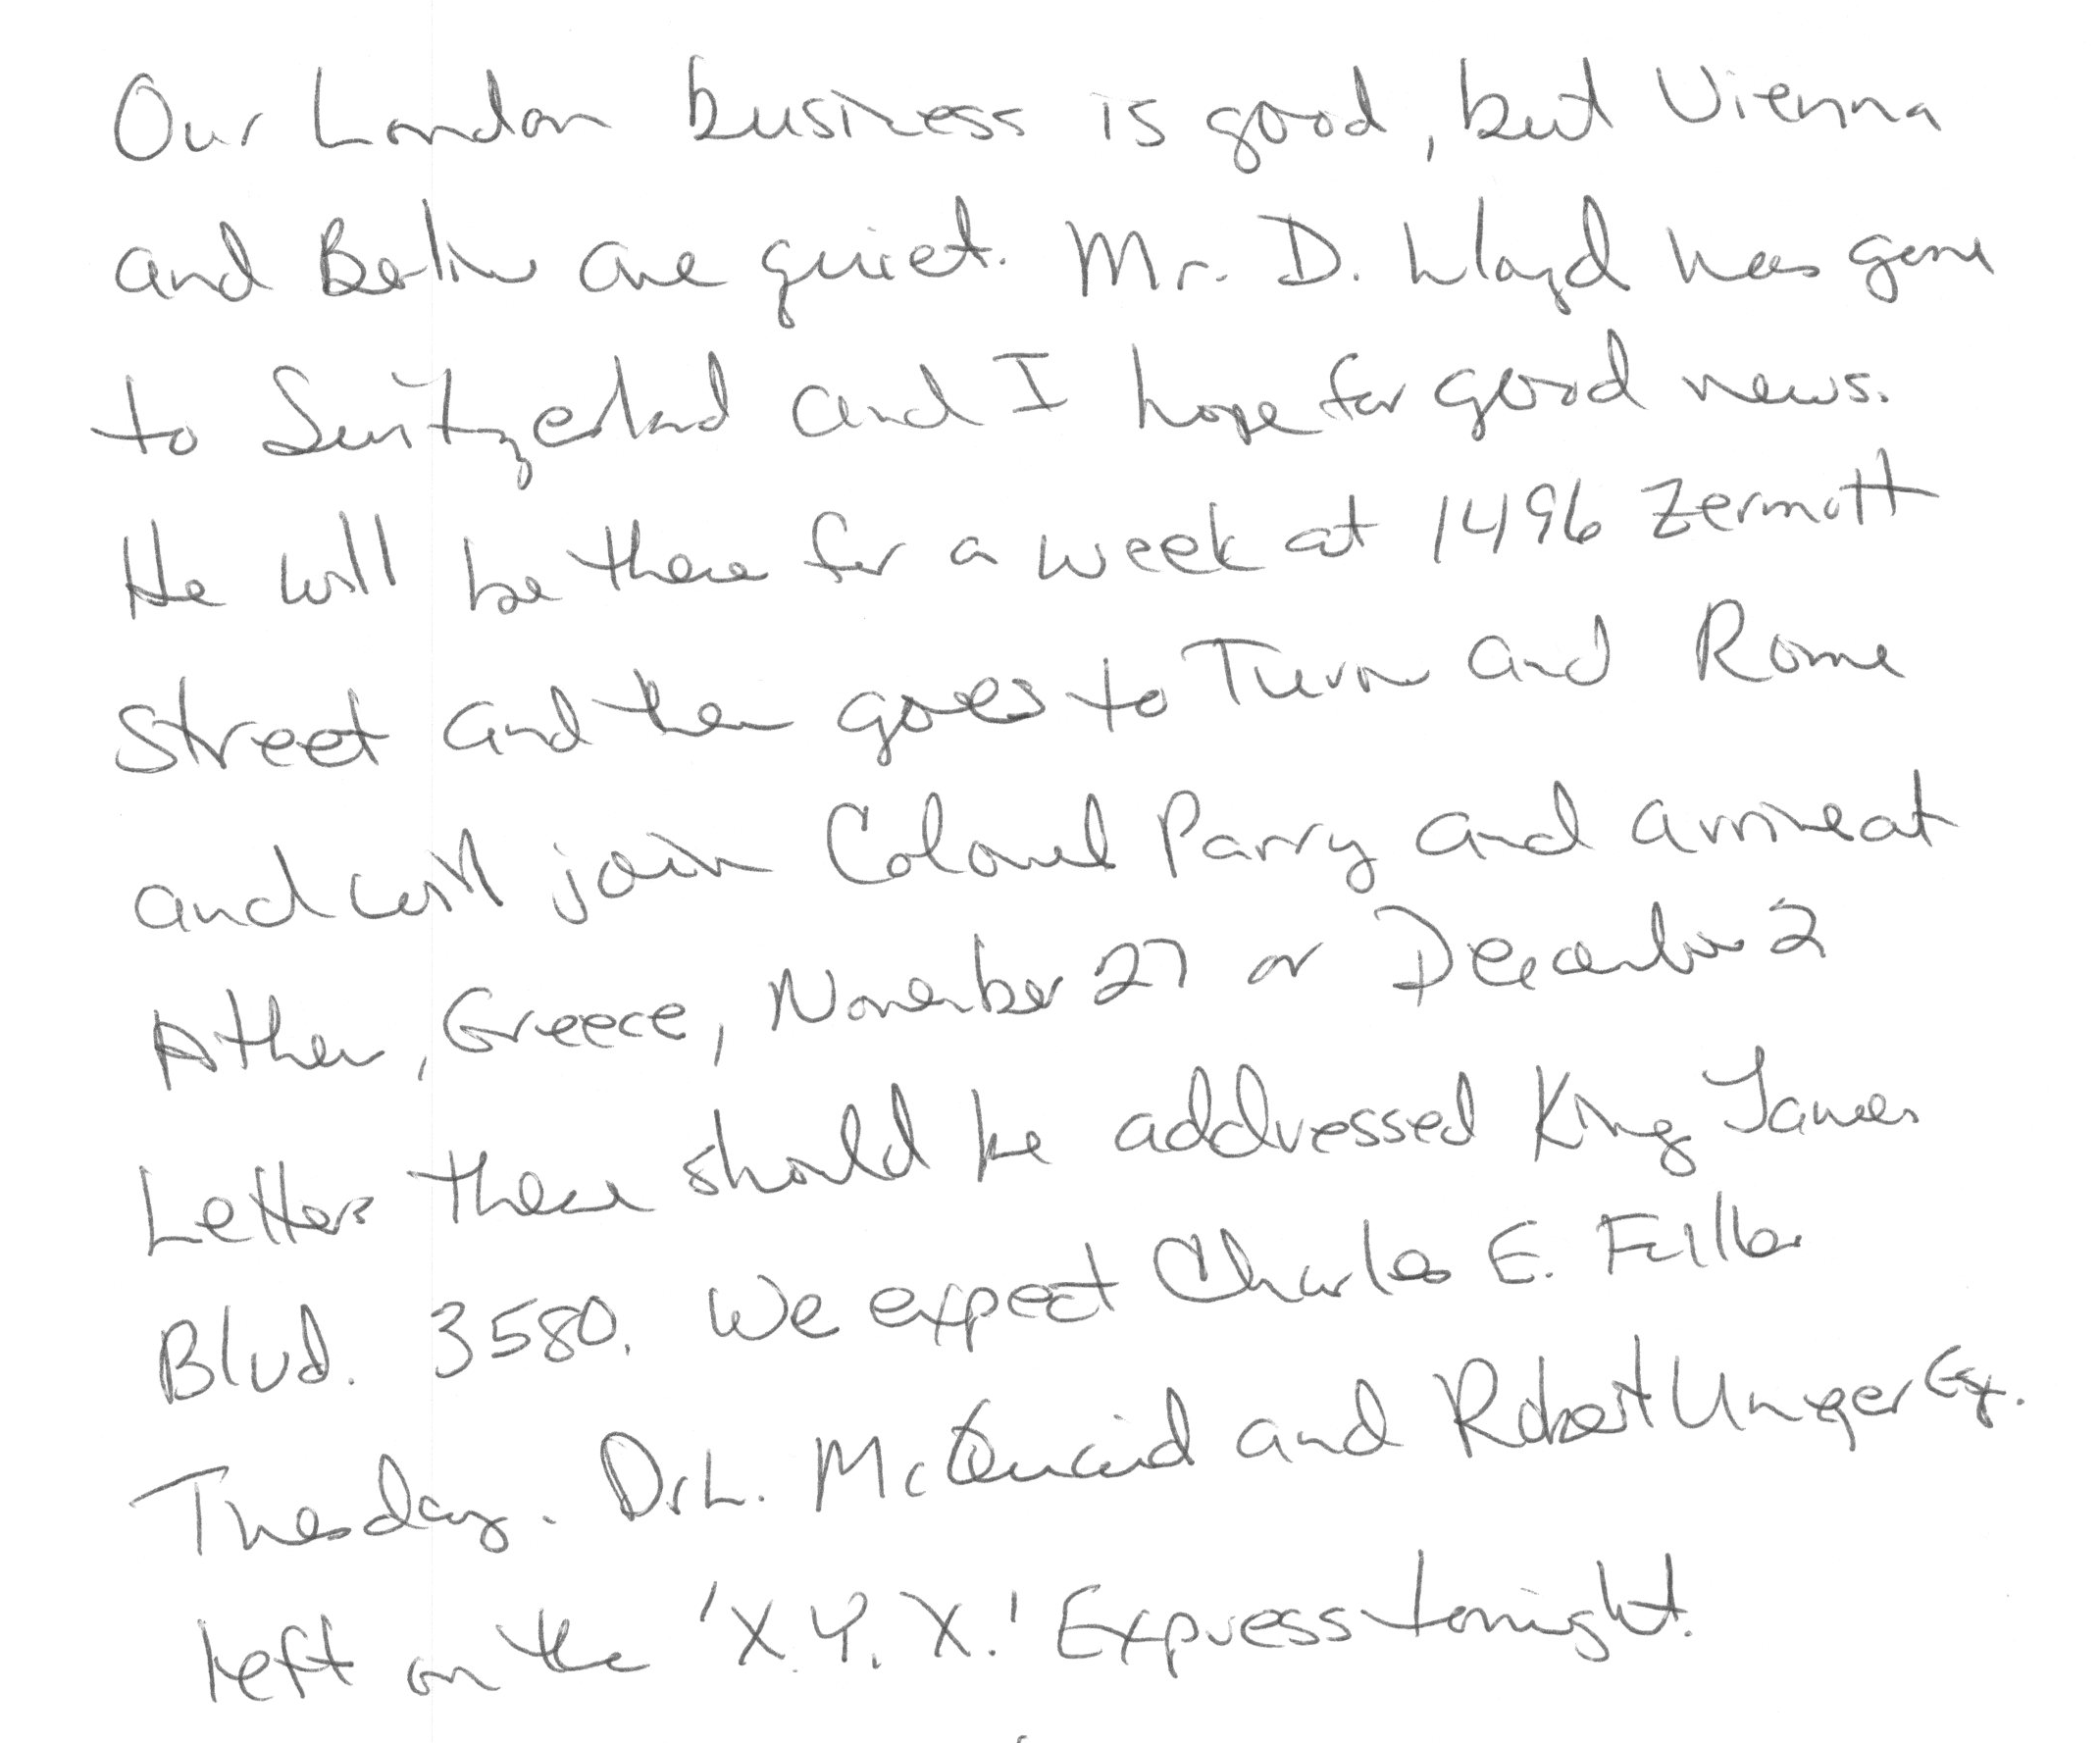 Our London business is good, but Vienna
and Berlin are quiet. Mr. D. Lloyd has gone
to Switzerland and I hope for good news.
He will be there for a week at 1496 Zermott
Street and then goes to Turin and Rome
and will join Colonel Parry and arrive at
Athen, Greece, November 27 or December 2
Letters there should be addressed King James
Blvd. 3580. We expect Charles E. Fuller
Tuesday. Dr L. McQuaid and Robert Unger Esq.
left on the 'X.Y.X.' Express tonight.